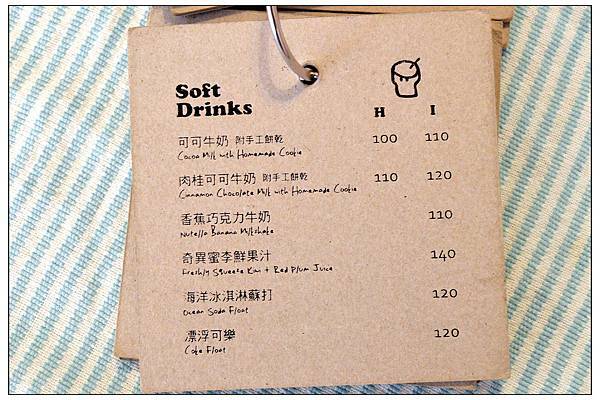 Soft
Drinks
H I
可可牛奶 附手工餅乾 100 110
Cocoa Milk with Homemade Cookie
肉桂可可牛奶 附手工餅乾 110 120
Cinnamon Chocolate Milk with Homemade Cookie
香蕉巧克力牛奶 110
Nutella Banana Milkshake
奇異蜜李鮮果汁 140
Freshly Squeeze Kiwi + Red Plum Juice
海洋冰淇淋蘇打 120
Ocean Soda Float
漂浮可樂 120
Coke Float